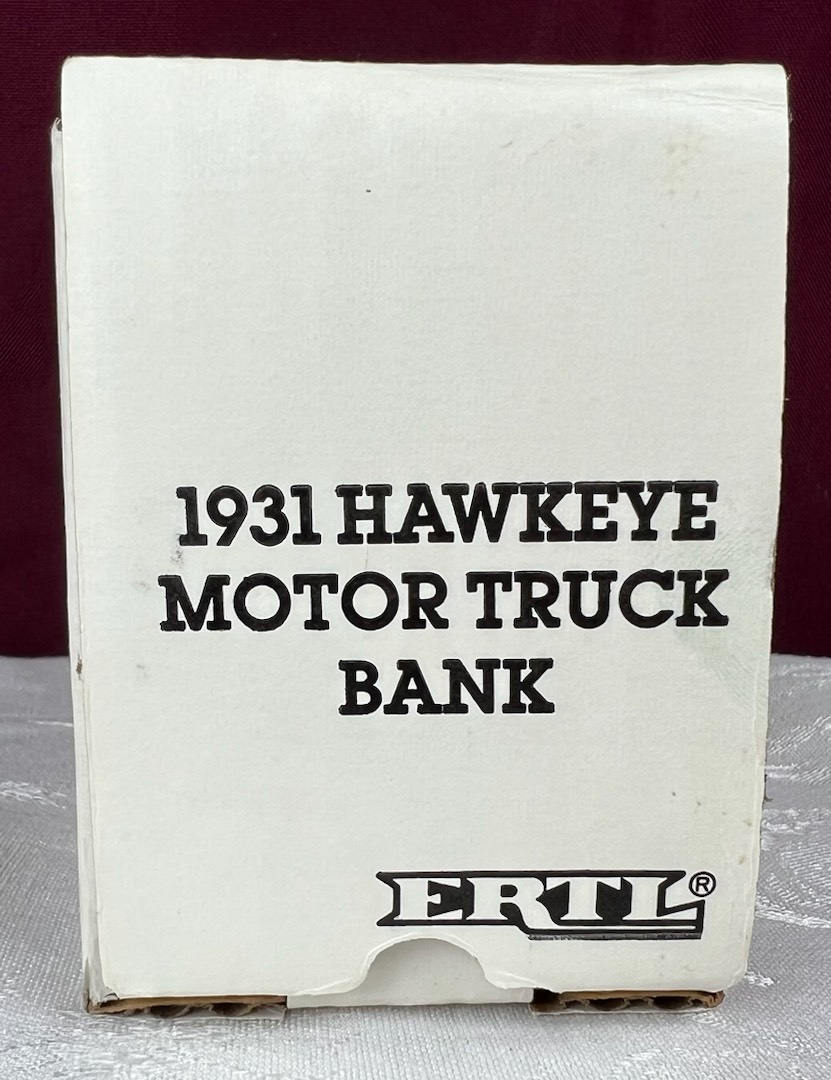 1931 HAWKEYE
MOTOR TRUCK
BANK
ERTL®